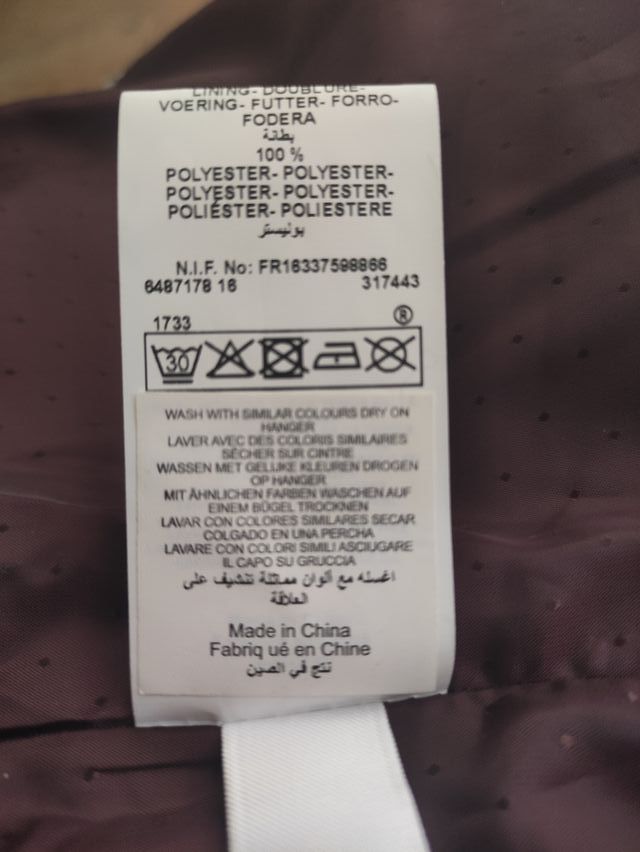 LINING- DOUBLURE-
VOERING- FUTTER- FORRO-
FODERA
بطانة
100 %
POLYESTER- POLYESTER-
POLYESTER- POLYESTER-
POLIÉSTER- POLIESTERE
بوليستر
N.I.F. No: FR16337598866
6487178 16 317443
1733 ®
30
WASH WITH SIMILAR COLOURS DRY ON
HANGER
LAVER AVEC DES COLORIS SIMILAIRES
SÉCHER SUR CINTRE
WASSEN MET GELIJKE KLEUREN DROGEN
OP HANGER
MIT ÄHNLICHEN FARBEN WASCHEN AUF
EINEM BÜGEL TROCKNEN
LAVAR CON COLORES SIMILARES SECAR
COLGADO EN UNA PERCHA
LAVARE CON COLORI SIMILI ASCIUGARE
IL CAPO SU GRUCCIA
اغسله مع ألوان مماثلة تنشيف على
العلاقة
Made in China
Fabriq ué en Chine
نتج في الصين